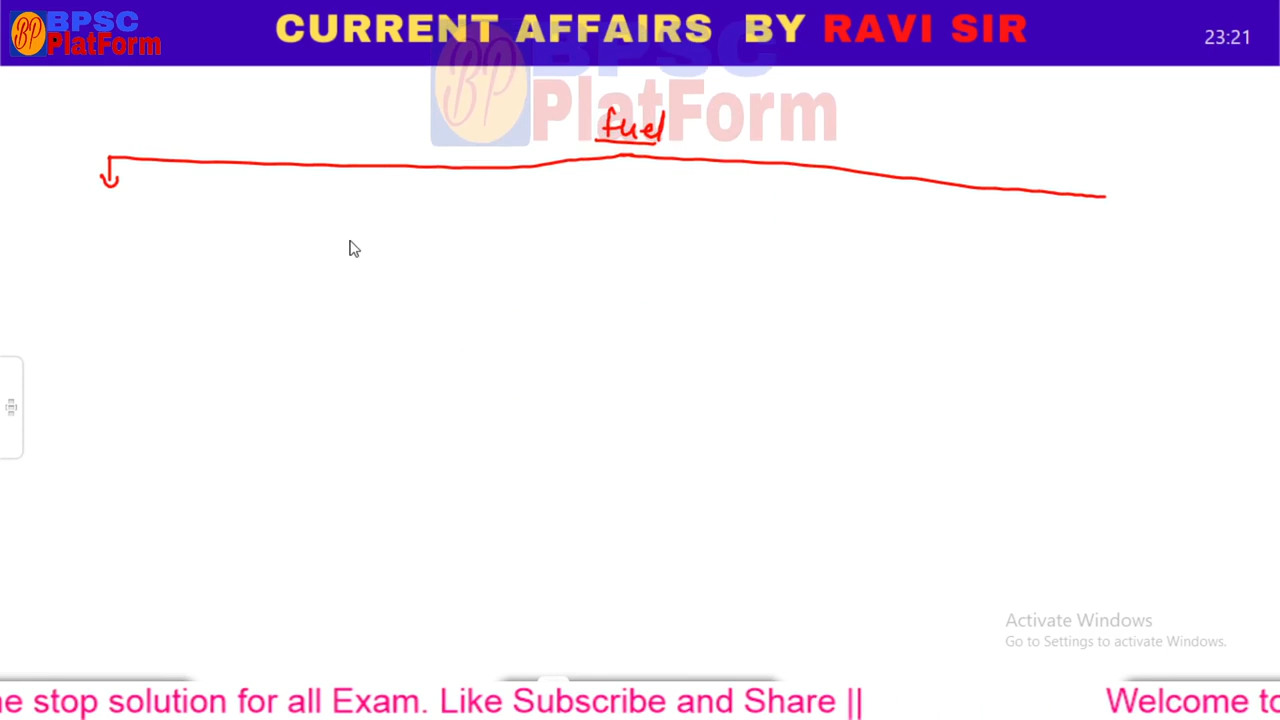 BPSC
PlatForm
CURRENT AFFAIRS BY RAVI SIR
23:21
BPSC
PlatForm
fuel
Activate Windows
Go to Settings to activate Windows.
ne stop solution for all Exam. Like Subscribe and Share || Welcome to